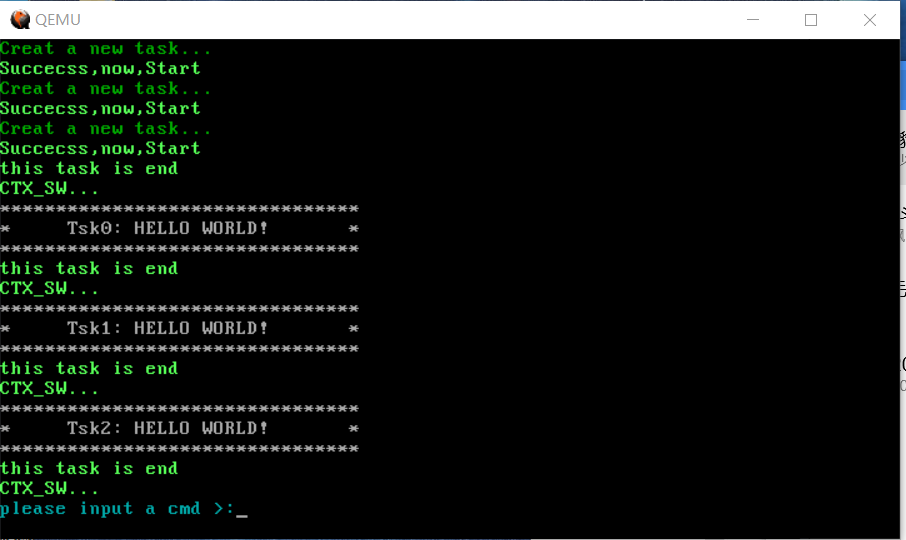 QEMU
Creat a new task...
Succecss,now,Start
Creat a new task...
Succecss,now,Start
Creat a new task...
Succecss,now,Start
this task is end
CTX_SW...
********************************
*     Tsk0: HELLO WORLD!       *
********************************
this task is end
CTX_SW...
********************************
*     Tsk1: HELLO WORLD!       *
********************************
this task is end
CTX_SW...
********************************
*     Tsk2: HELLO WORLD!       *
********************************
this task is end
CTX_SW...
please input a cmd >:_